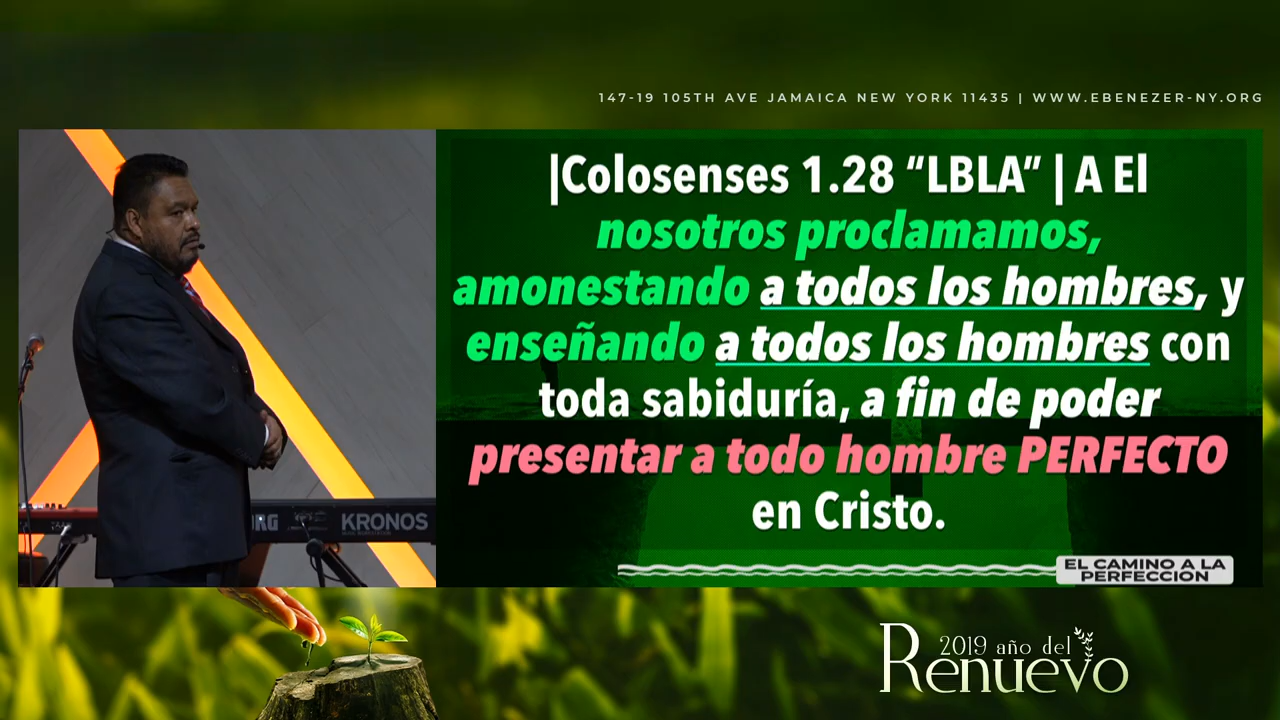 147-19 105TH AVE JAMAICA NEW YORK 11435 | WWW.EBENEZER-NY.ORG
|Colosenses 1.28 “LBLA” | A El
nosotros proclamamos,
amonestando a todos los hombres, y
enseñando a todos los hombres con
toda sabiduría, a fin de poder
presentar a todo hombre PERFECTO
en Cristo.
ORG KRONOS
EL CAMINO A LA
PERFECCION
2019 año del
Renuevo